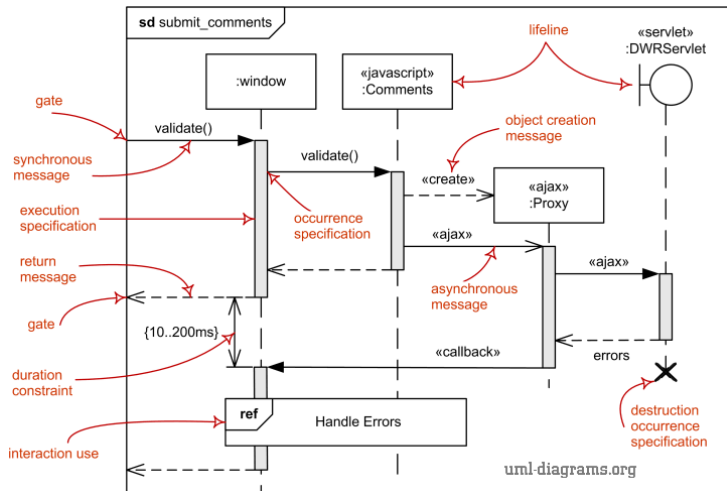 sd submit_comments
lifeline
«servlet»
:DWRServlet
:window
«javascript»
:Comments
gate
validate()
object creation
message
synchronous
message
validate()
«create»
«ajax»
:Proxy
execution
specification
occurrence
specification
«ajax»
return
message
asynchronous
message
«ajax»
gate
{10..200ms}
«callback»
errors
duration
constraint
ref
Handle Errors
destruction
occurrence
specification
interaction use
uml-diagrams.org